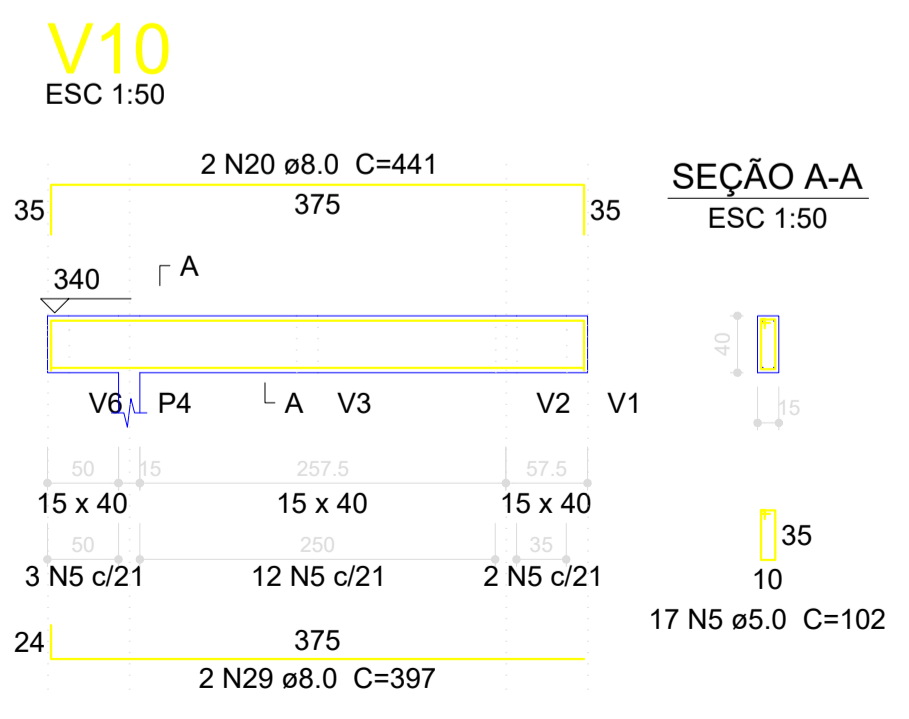 V10
ESC 1:50
2 N20 ø8.0 C=441
35
375
35
SEÇÃO A-A
ESC 1:50
340
A
40
V6
P4
A
V3
V2
V1
15
50
15
257.5
57.5
15 x 40
15 x 40
15 x 40
50
250
35
3 N5 c/21
12 N5 c/21
2 N5 c/21
35
10
17 N5 ø5.0 C=102
24
375
2 N29 ø8.0 C=397